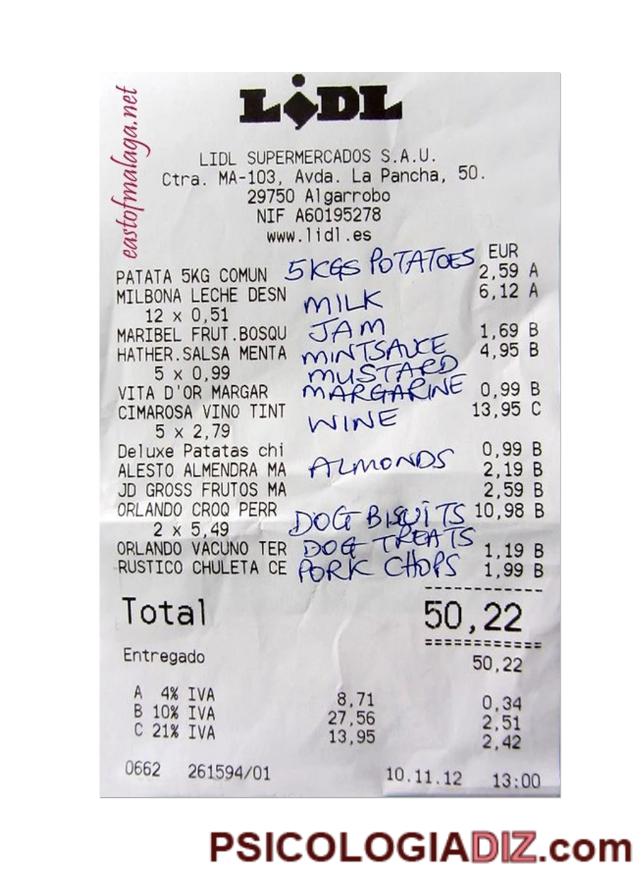 eastofmalaga.net
LIDL
LIDL SUPERMERCADOS S.A.U.
Ctra. MA-103, Avda. La Pancha, 50.
29750 Algarrobo
NIF A60195278
www.lidl.es
EUR
PATATA 5KG COMUN 5KGS POTATOES 2,59 A
MILBONA LECHE DESN MILK 6,12 A
12 x 0,51
MARIBEL FRUT.BOSQU JAM 1,69 B
HATHER.SALSA MENTA MINTSAUCE 4,95 B
5 x 0,99 MUSTARD
VITA D'OR MARGAR MARGARINE 0,99 B
CIMAROSA VINO TINT WINE 13,95 C
5 x 2,79
Deluxe Patatas chi 0,99 B
ALESTO ALMENDRA MA ALMONDS 2,19 B
JD GROSS FRUTOS MA 2,59 B
ORLANDO CROQ PERR DOG BISUITS 10,98 B
2 x 5,49
ORLANDO VACUNO TER DOG TREATS 1,19 B
RUSTICO CHULETA CE PORK CHOPS 1,99 B
Total 50,22
Entregado 50,22
A 4% IVA 8,71 0,34
B 10% IVA 27,56 2,51
C 21% IVA 13,95 2,42
0662 261594/01 10.11.12 13:00
PSICOLOGIADIZ.com